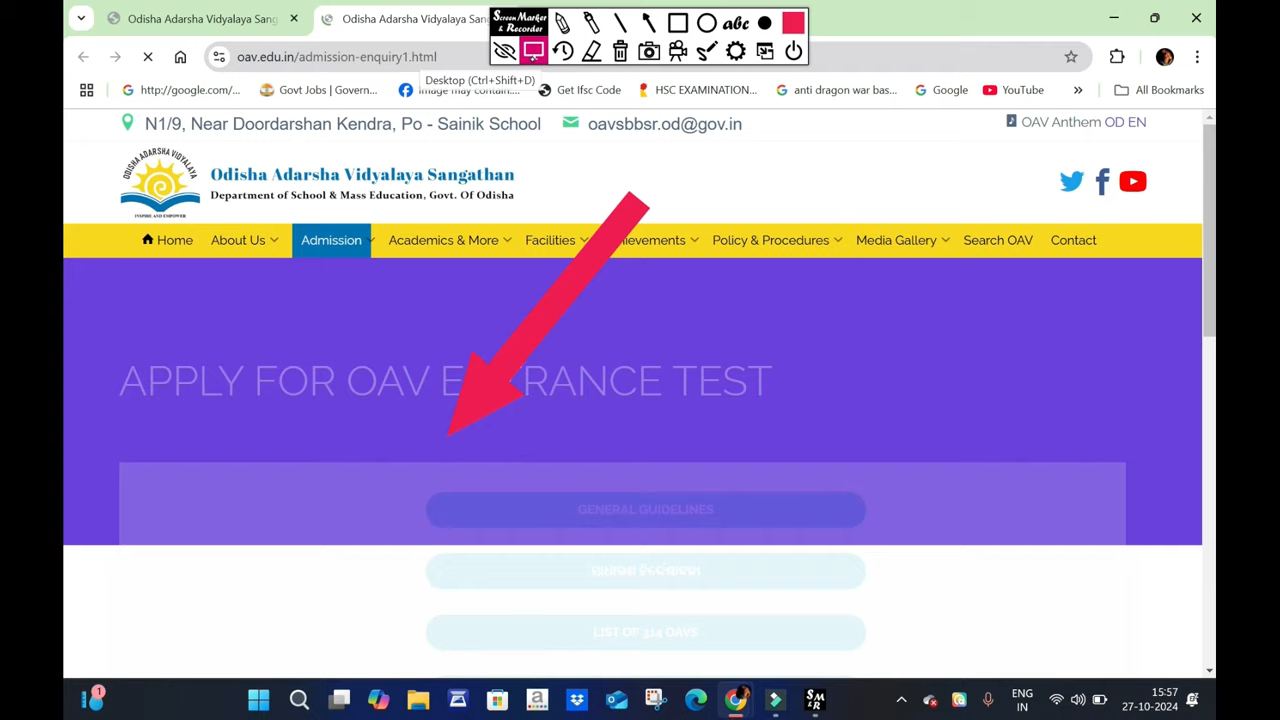 Odisha Adarsha Vidyalaya Sang
Odisha Adarsha Vidyalaya Sang
Screen Marker & Recorder
abc
oav.edu.in/admission-enquiry1.html
Desktop (Ctrl+Shift+D)
http://google.com/...
Govt Jobs | Govern...
Image may contain...
Get Ifsc Code
HSC EXAMINATION...
anti dragon war bas...
Google
YouTube
»
All Bookmarks
N1/9, Near Doordarshan Kendra, Po - Sainik School
oavsbbsr.od@gov.in
OAV Anthem OD EN
ODISHA ADARSHA VIDYALAYA
INSPIRE AND EMPOWER
Odisha Adarsha Vidyalaya Sangathan
Department of School & Mass Education, Govt. Of Odisha
Home About Us Admission Academics & More Facilities Policy & Procedures Media Gallery Search OAV Contact
APPLY FOR OAV TEST
GENERAL GUIDELINES
LIST OF 314 OAVS
1
a
SM&R
ENG
IN
15:57
27-10-2024